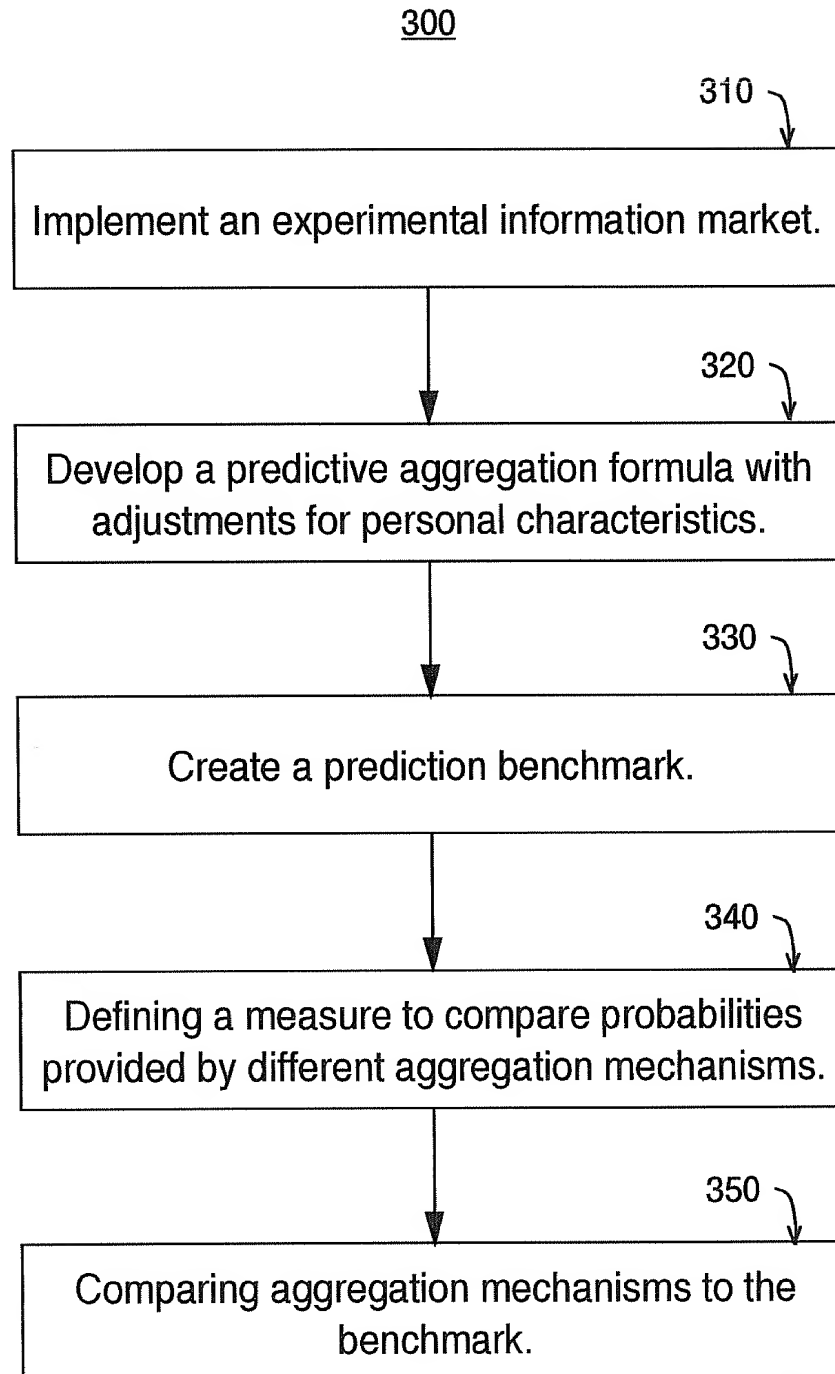 300
310
Implement an experimental information market.
320
Develop a predictive aggregation formula with
adjustments for personal characteristics.
330
Create a prediction benchmark.
340
Defining a measure to compare probabilities
provided by different aggregation mechanisms.
350
Comparing aggregation mechanisms to the
benchmark.